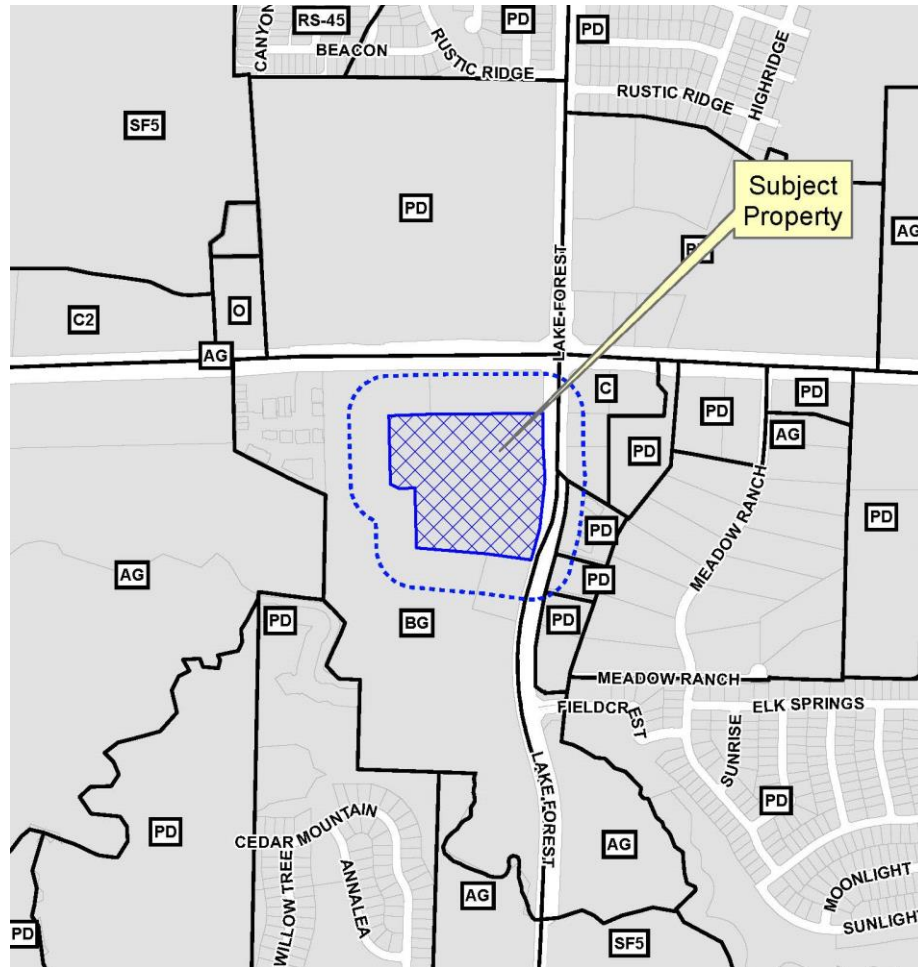 CANYON
RS-45
BEACON
RUSTIC RIDGE
PD
PD
RUSTIC RIDGE
HIGHRIDGE
SF5
PD
Subject
Property
AG
LAKE FOREST
C2
O
AG
C
PD
PD
AG
PD
PD
MEADOW RANCH
PD
AG
PD
PD
BG
PD
MEADOW RANCH
FIELDCREST
ELK SPRINGS
SUNRISE
LAKE FOREST
PD
PD
CEDAR MOUNTAIN
WILLOW TREE
ANNALEA
AG
AG
MOONLIGHT
SUNLIGHT
PD
SF5